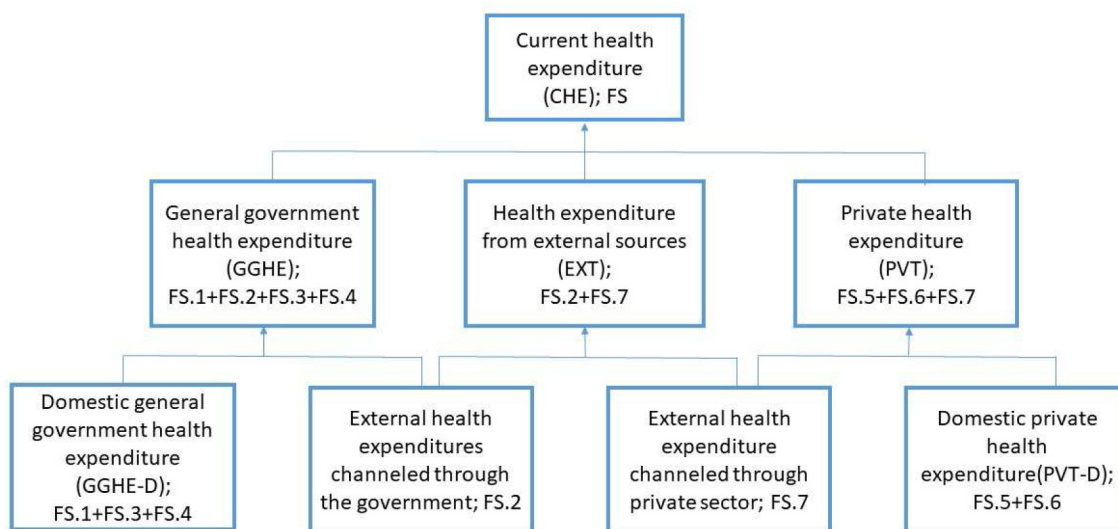 Current health
expenditure
(CHE); FS
General government
health expenditure
(GGHE);
FS.1+FS.2+FS.3+FS.4
Health expenditure
from external sources
(EXT);
FS.2+FS.7
Private health
expenditure
(PVT);
FS.5+FS.6+FS.7
Domestic general
government health
expenditure
(GGHE-D);
FS.1+FS.3+FS.4
External health
expenditures
channeled through
the government; FS.2
External health
expenditure
channeled through
private sector; FS.7
Domestic private
health
expenditure(PVT-D);
FS.5+FS.6